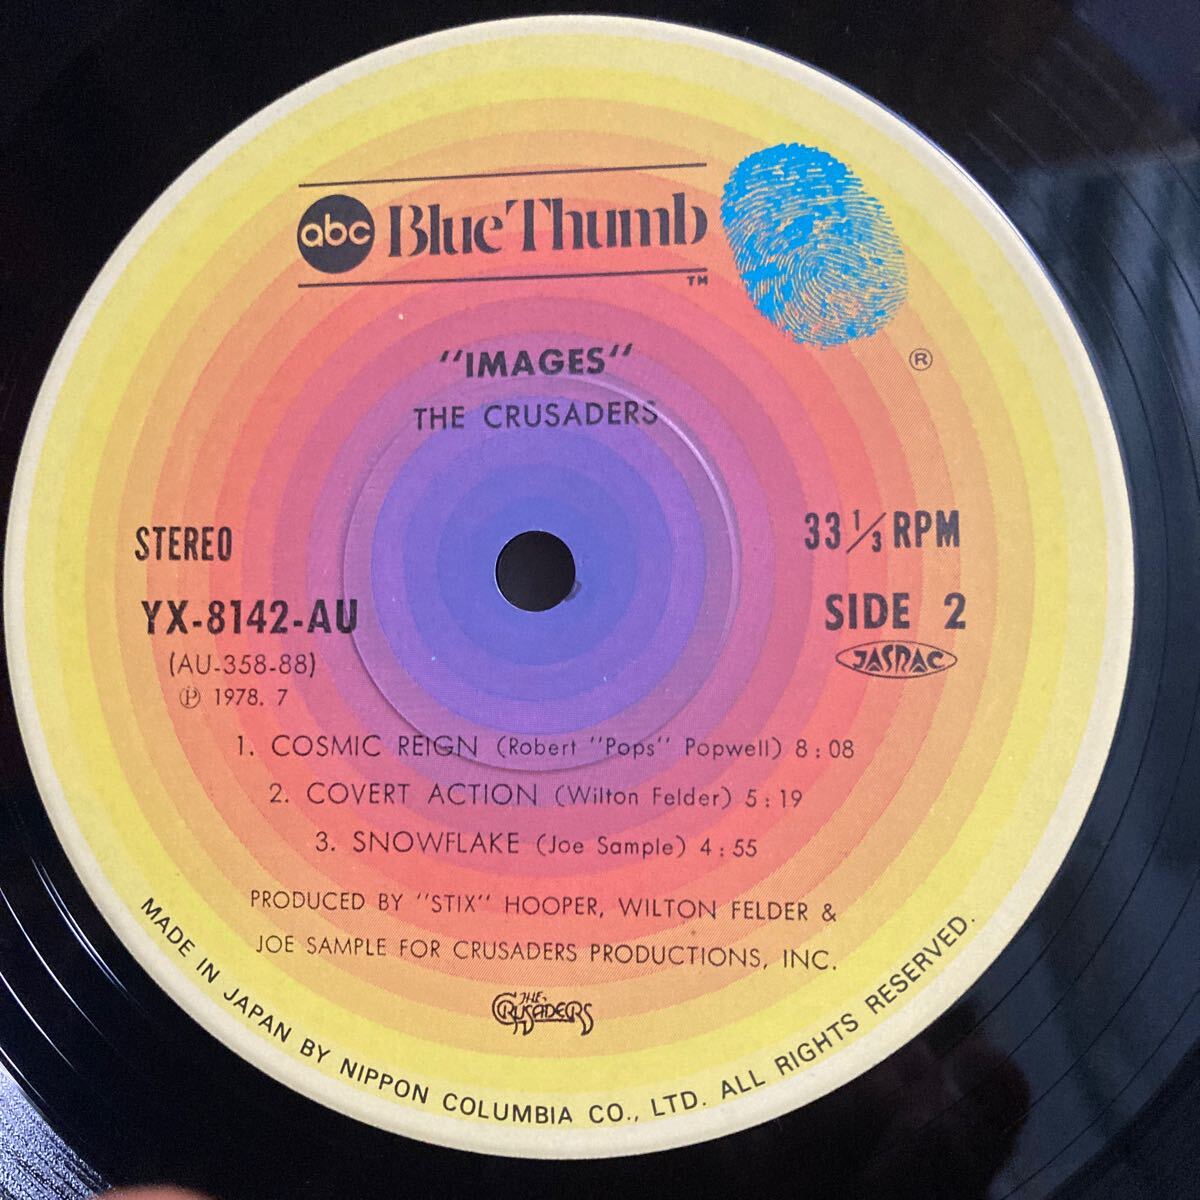 abc Blue Thumb TM
®
"IMAGES"
THE CRUSADERS
STEREO
33 1/3 RPM
YX-8142-AU
SIDE 2
(AU-358-88)
JASRAC
Ⓟ 1978. 7
1. COSMIC REIGN (Robert "Pops" Popwell) 8:08
2. COVERT ACTION (Wilton Felder) 5:19
3. SNOWFLAKE (Joe Sample) 4:55
PRODUCED BY "STIX" HOOPER, WILTON FELDER &
JOE SAMPLE FOR CRUSADERS PRODUCTIONS, INC.
THE CRUSADERS
MADE IN JAPAN BY NIPPON COLUMBIA CO., LTD. ALL RIGHTS RESERVED.